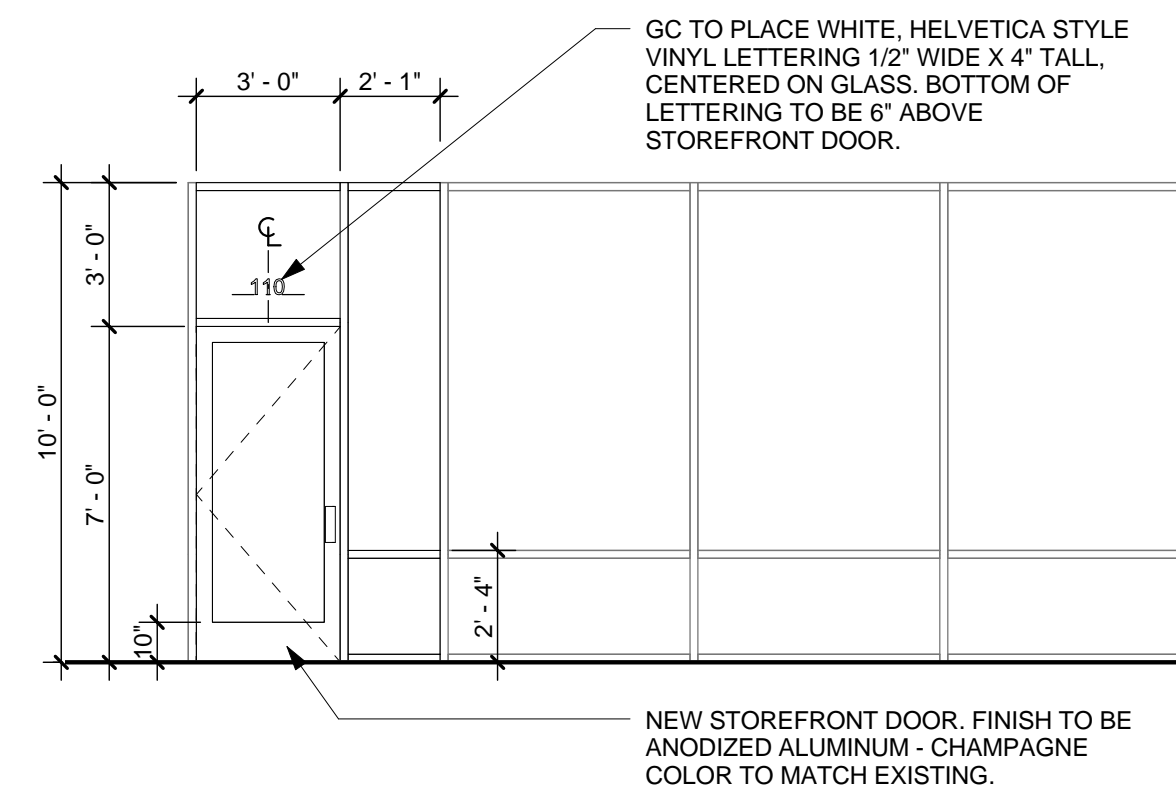 GC TO PLACE WHITE, HELVETICA STYLE
VINYL LETTERING 1/2" WIDE X 4" TALL,
CENTERED ON GLASS. BOTTOM OF
LETTERING TO BE 6" ABOVE
STOREFRONT DOOR.
3' - 0"
2' - 1"
3' - 0"
CL
110
10' - 0"
7' - 0"
2' - 4"
10"
NEW STOREFRONT DOOR. FINISH TO BE
ANODIZED ALUMINUM - CHAMPAGNE
COLOR TO MATCH EXISTING.